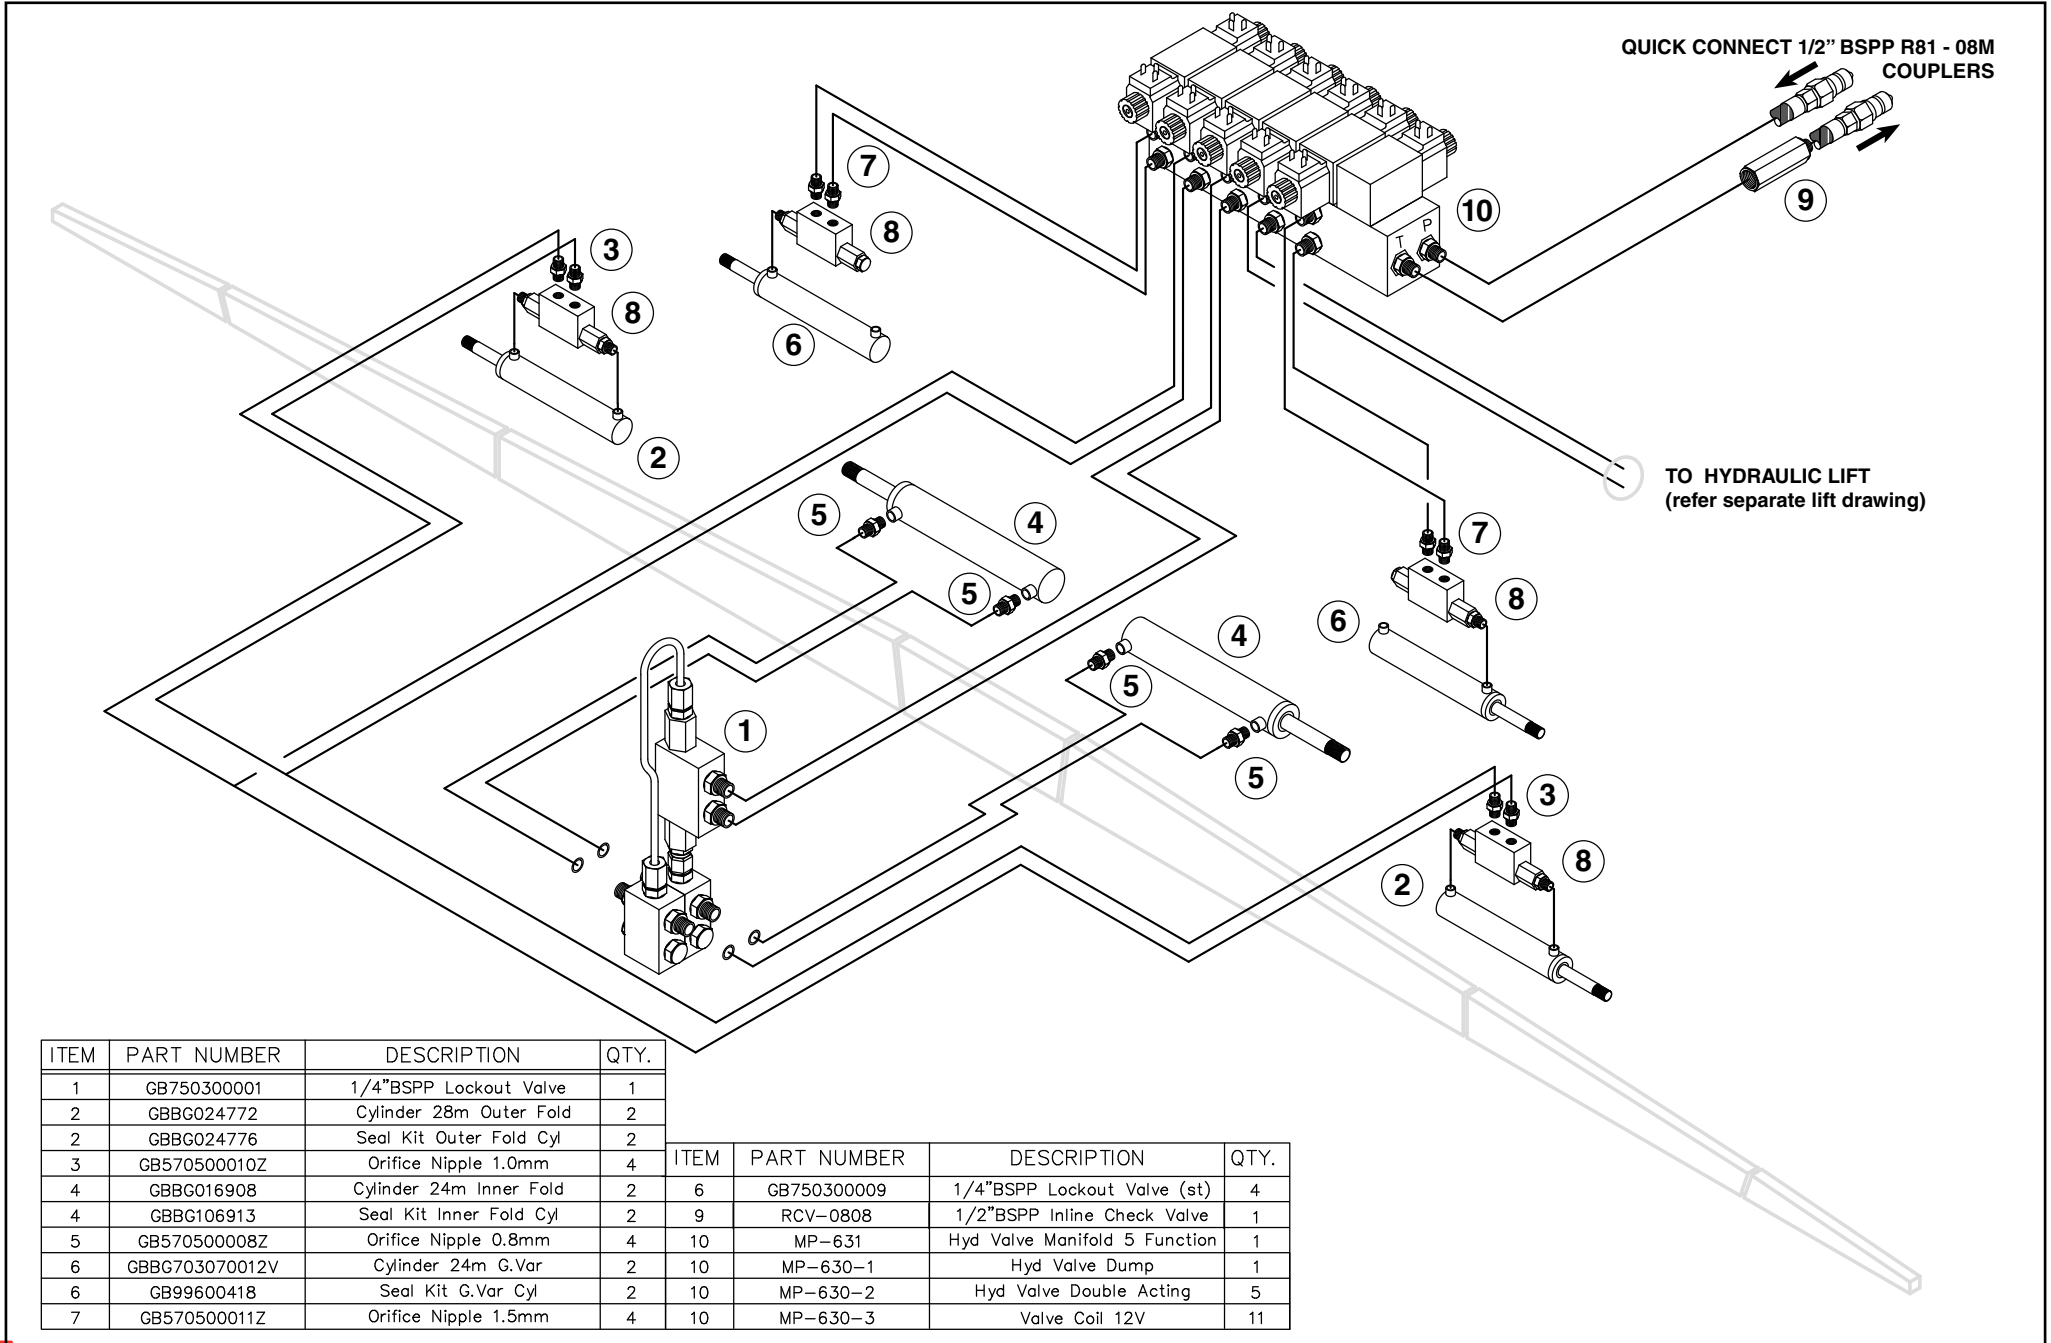 QUICK CONNECT 1/2” BSPP R81 - 08M
COUPLERS
7
10
9
8
3
8
6
2
TO HYDRAULIC LIFT
(refer separate lift drawing)
T P
5
4
7
5
8
6
4
5
1
5
3
8
2
ITEM PART NUMBER DESCRIPTION QTY.
1 GB750300001 1/4”BSPP Lockout Valve 1
2 GBBG024772 Cylinder 28m Outer Fold 2
2 GBBG024776 Seal Kit Outer Fold Cyl 2
3 GB570500010Z Orifice Nipple 1.0mm 4
4 GBBG016908 Cylinder 24m Inner Fold 2
4 GBBG106913 Seal Kit Inner Fold Cyl 2
5 GB570500008Z Orifice Nipple 0.8mm 4
6 GBBG703070012V Cylinder 24m G.Var 2
6 GB99600418 Seal Kit G.Var Cyl 2
7 GB570500011Z Orifice Nipple 1.5mm 4
ITEM PART NUMBER DESCRIPTION QTY.
6 GB750300009 1/4”BSPP Lockout Valve (st) 4
9 RCV-0808 1/2”BSPP Inline Check Valve 1
10 MP-631 Hyd Valve Manifold 5 Function 1
10 MP-630-1 Hyd Valve Dump 1
10 MP-630-2 Hyd Valve Double Acting 5
10 MP-630-3 Valve Coil 12V 11